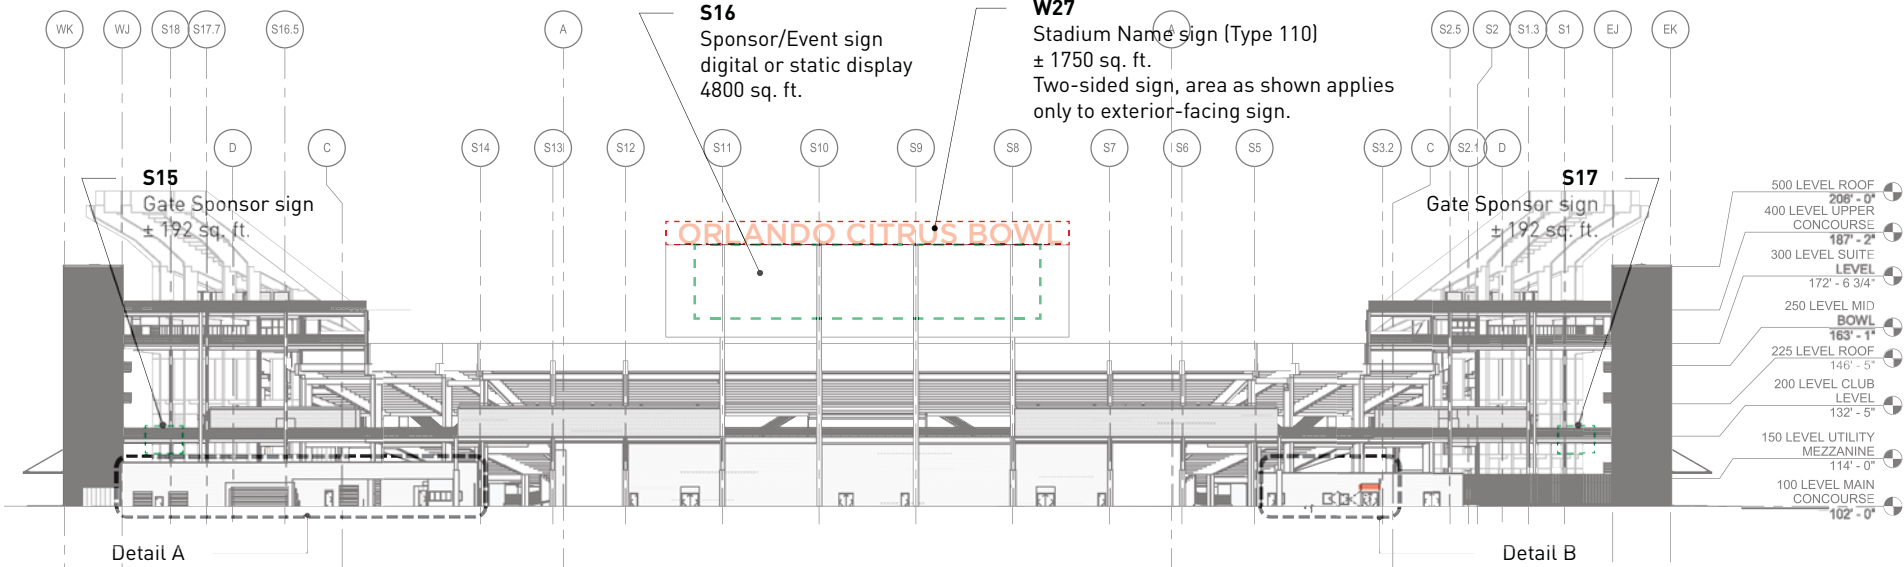 S16
Sponsor/Event sign
digital or static display
4800 sq. ft.
W27
Stadium Name sign (Type 110)
± 1750 sq. ft.
Two-sided sign, area as shown applies
only to exterior-facing sign.
WK
WJ
S18
S17.7
S16.5
A
A
S2.5
S2
S1.3
S1
EJ
EK
D
C
S14
S13
S12
S11
S10
S9
S8
S7
S6
S5
S3.2
C
S2.1
D
S15
Gate Sponsor sign
± 192 sq. ft.
S17
Gate Sponsor sign
± 192 sq. ft.
ORLANDO CITRUS BOWL
500 LEVEL ROOF
206' - 0"
400 LEVEL UPPER
CONCOURSE
187' - 2"
300 LEVEL SUITE
LEVEL
172' - 6 3/4"
250 LEVEL MID
BOWL
163' - 1"
225 LEVEL ROOF
146' - 5"
200 LEVEL CLUB
LEVEL
132' - 5"
150 LEVEL UTILITY
MEZZANINE
114' - 0"
100 LEVEL MAIN
CONCOURSE
102' - 0"
Detail A
Detail B